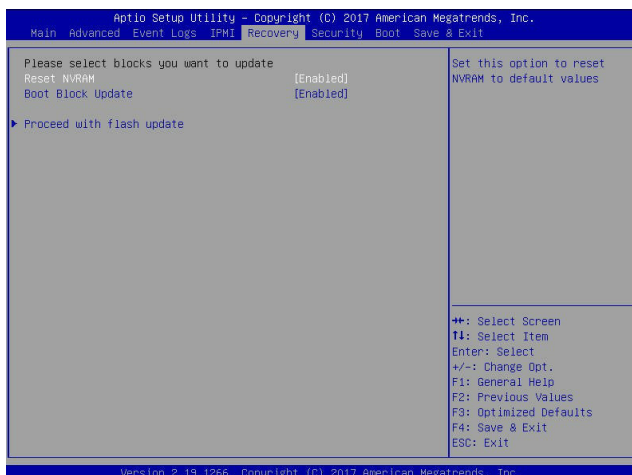 Aptio Setup Utility – Copyright (C) 2017 American Megatrends, Inc.
Main Advanced Event Logs IPMI Recovery Security Boot Save & Exit
Please select blocks you want to update
Reset NVRAM [Enabled]
Boot Block Update [Enabled]
► Proceed with flash update
Set this option to reset
NVRAM to default values
→←: Select Screen
↑↓: Select Item
Enter: Select
+/-: Change Opt.
F1: General Help
F2: Previous Values
F3: Optimized Defaults
F4: Save & Exit
ESC: Exit
Version 2.19.1266. Copyright (C) 2017 American Megatrends, Inc.